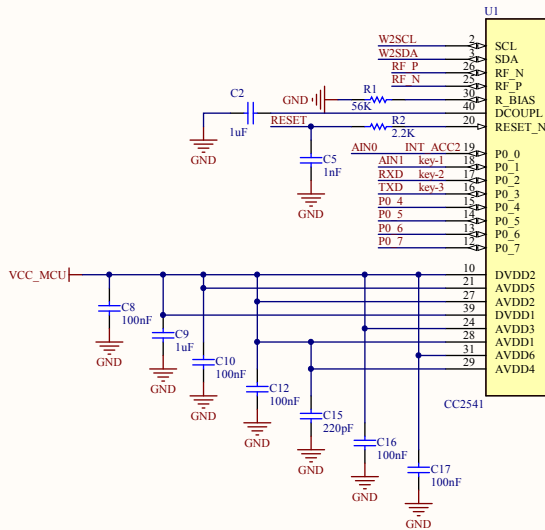 U1
W2SCL 2 SCL
W2SDA 3 SDA
RF_P 26 RF_N
RF_N 25 RF_P
GND R1 56K 30 R_BIAS
C2 1uF 40 DCOUPL
GND
RESET R2 2.2K 20 RESET_N
C5
1nF
GND
AIN0 INT_ACC2 19 P0_0
AIN1 key-1 18 P0_1
RXD key-2 17 P0_2
TXD key-3 16 P0_3
P0_4 15 P0_4
P0_5 14 P0_5
P0_6 13 P0_6
P0_7 12 P0_7
VCC_MCU 10 DVDD2
21 AVDD5
27 AVDD2
39 DVDD1
24 AVDD3
28 AVDD1
31 AVDD6
29 AVDD4
C8
100nF
GND
C9
1uF
GND
C10
100nF
GND
C12
100nF
GND
C15
220pF
GND
C16
100nF
GND
C17
100nF
GND
CC2541